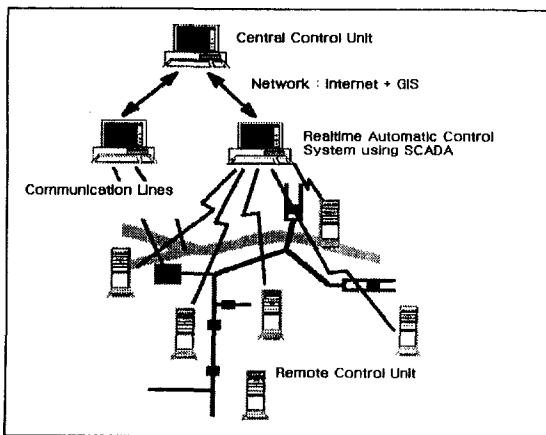 Central Control Unit
Network : Internet + GIS
Realtime Automatic Control
System using SCADA
Communication Lines
Remote Control Unit